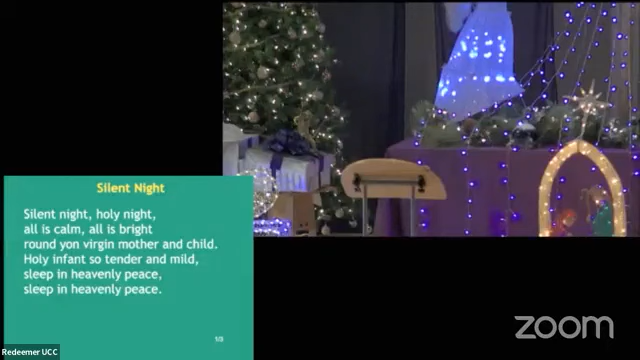 Silent Night
Silent night, holy night,
all is calm, all is bright
round yon virgin mother and child.
Holy infant so tender and mild,
sleep in heavenly peace,
sleep in heavenly peace.
1/3
Redeemer UCC
zoom